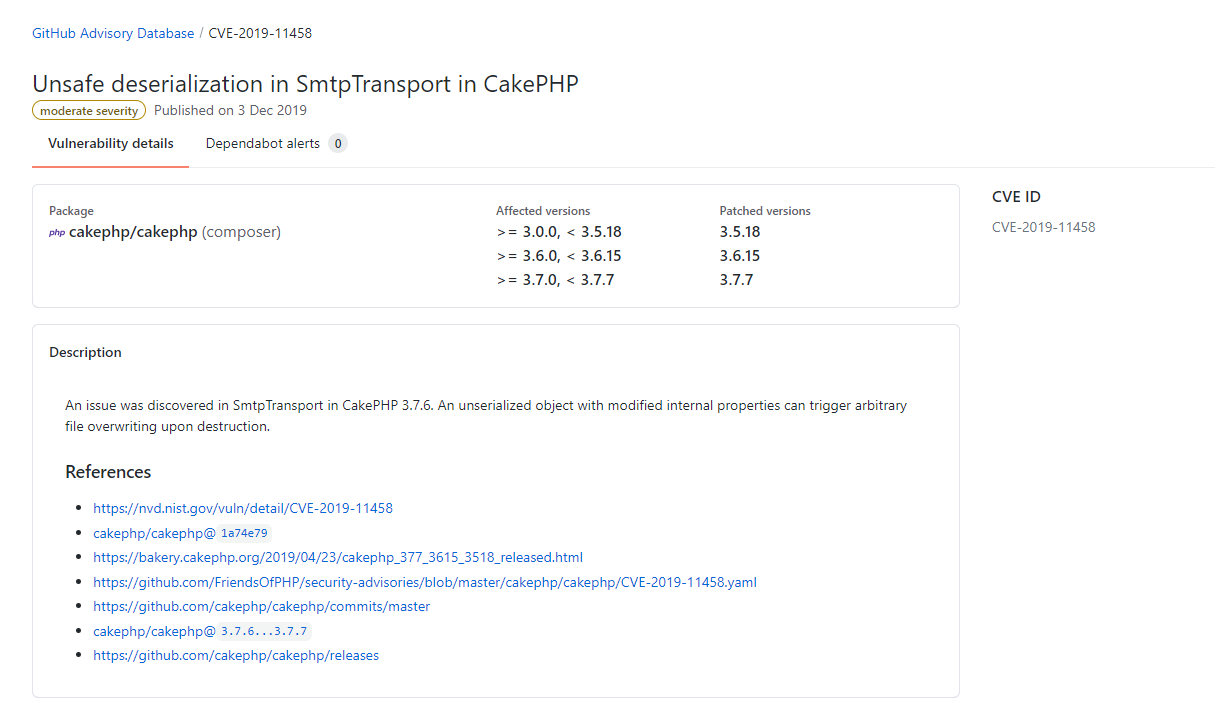 GitHub Advisory Database / CVE-2019-11458
Unsafe deserialization in SmtpTransport in CakePHP
moderate severity Published on 3 Dec 2019
Vulnerability details Dependabot alerts 0
Package Affected versions Patched versions
php cakephp/cakephp (composer) >= 3.0.0, < 3.5.18 3.5.18
>= 3.6.0, < 3.6.15 3.6.15
>= 3.7.0, < 3.7.7 3.7.7
CVE ID
CVE-2019-11458
Description
An issue was discovered in SmtpTransport in CakePHP 3.7.6. An unserialized object with modified internal properties can trigger arbitrary
file overwriting upon destruction.
References
https://nvd.nist.gov/vuln/detail/CVE-2019-11458
cakephp/cakephp@ 1a74e79
https://bakery.cakephp.org/2019/04/23/cakephp_377_3615_3518_released.html
https://github.com/FriendsOfPHP/security-advisories/blob/master/cakephp/cakephp/CVE-2019-11458.yaml
https://github.com/cakephp/cakephp/commits/master
cakephp/cakephp@ 3.7.6...3.7.7
https://github.com/cakephp/cakephp/releases